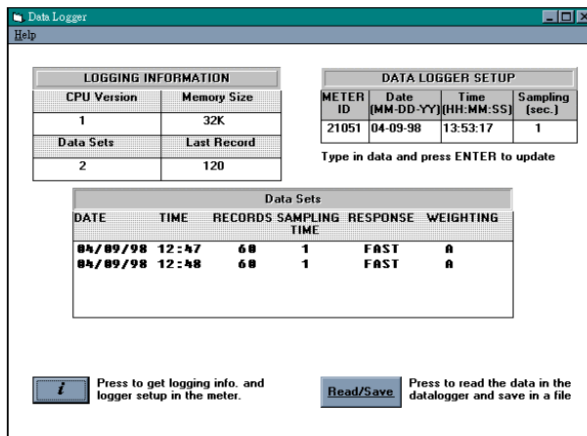 Data Logger
Help
LOGGING INFORMATION
CPU Version Memory Size
1 32K
Data Sets Last Record
2 120
DATA LOGGER SETUP
METER ID Date (MM-DD-YY) Time (HH:MM:SS) Sampling (sec.)
21051 04-09-98 13:53:17 1
Type in data and press ENTER to update
Data Sets
DATE TIME RECORDS SAMPLING TIME RESPONSE WEIGHTING
04/09/98 12:47 60 1 FAST A
04/09/98 12:48 60 1 FAST A
i
Press to get logging info. and
logger setup in the meter.
Read/Save
Press to read the data in the
datalogger and save in a file